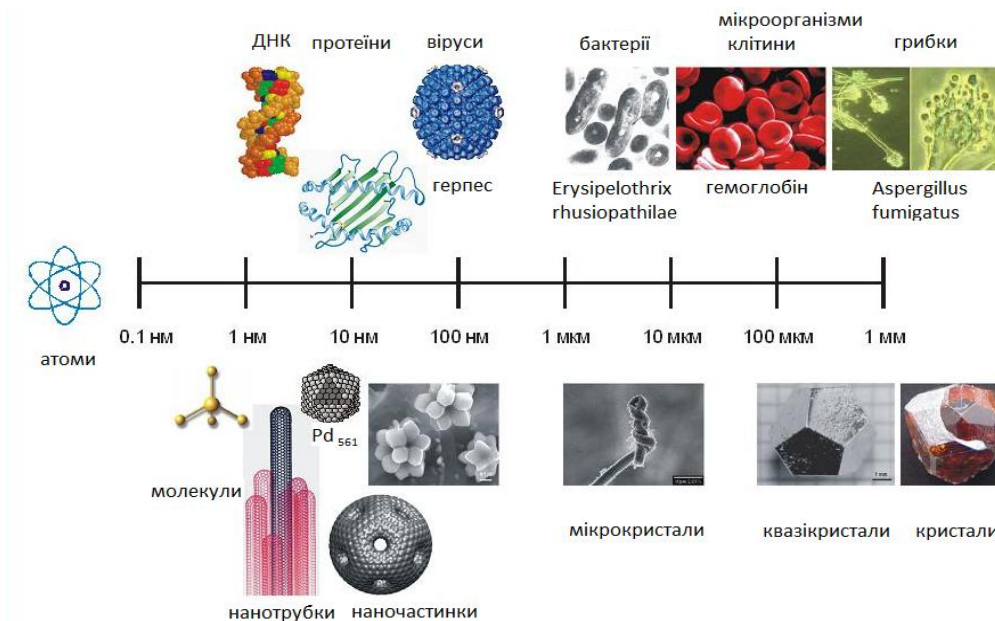 ДНК
протеїни
віруси
бактерії
мікроорганізми
клітини
грибки
герпес
Erysipelothrix
rhusiopathilae
гемоглобін
Aspergillus
fumigatus
атоми
0.1 нм
1 нм
10 нм
100 нм
1 мкм
10 мкм
100 мкм
1 мм
Pd 561
молекули
нанотрубки
наночастинки
мікрокристали
квазікристали
кристали